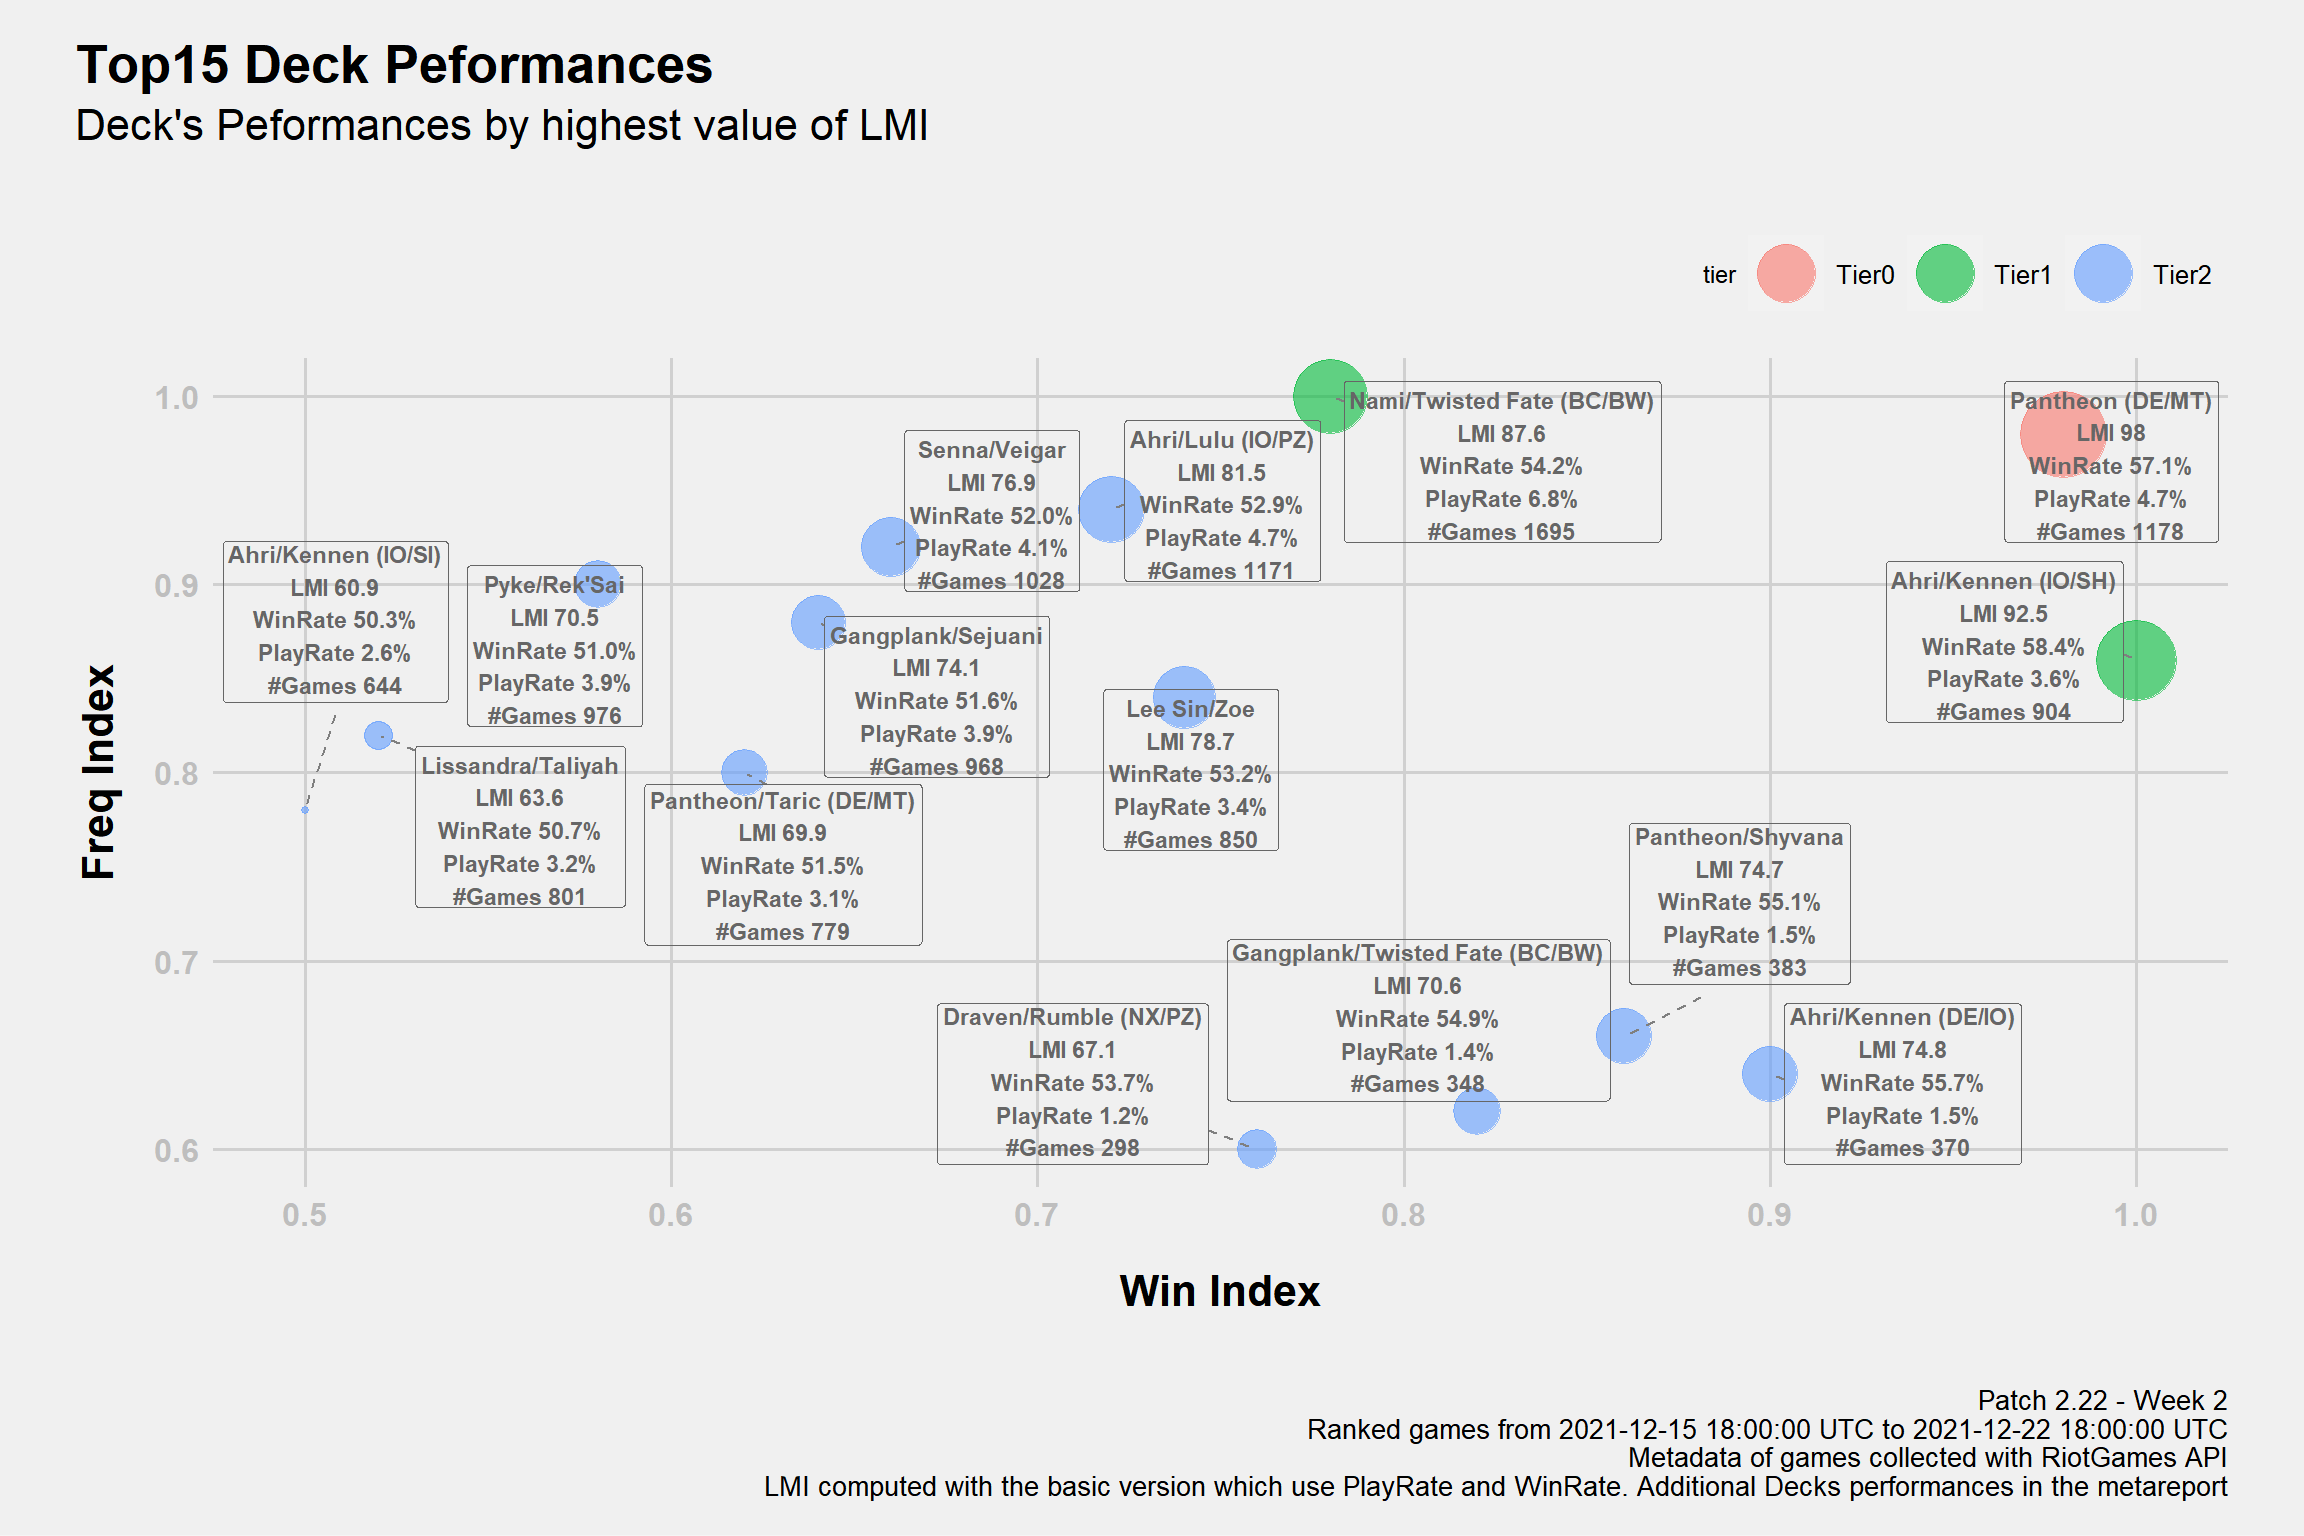 Top15 Deck Peformances
Deck's Peformances by highest value of LMI
tier Tier0 Tier1 Tier2
Freq Index
1.0
0.9
0.8
0.7
0.6
Nami/Twisted Fate (BC/BW)
LMI 87.6
WinRate 54.2%
PlayRate 6.8%
#Games 1695
Pantheon (DE/MT)
LMI 98
WinRate 57.1%
PlayRate 4.7%
#Games 1178
Ahri/Lulu (IO/PZ)
LMI 81.5
WinRate 52.9%
PlayRate 4.7%
#Games 1171
Senna/Veigar
LMI 76.9
WinRate 52.0%
PlayRate 4.1%
#Games 1028
Ahri/Kennen (IO/SI)
LMI 60.9
WinRate 50.3%
PlayRate 2.6%
#Games 644
Pyke/Rek'Sai
LMI 70.5
WinRate 51.0%
PlayRate 3.9%
#Games 976
Ahri/Kennen (IO/SH)
LMI 92.5
WinRate 58.4%
PlayRate 3.6%
#Games 904
Gangplank/Sejuani
LMI 74.1
WinRate 51.6%
PlayRate 3.9%
#Games 968
Lee Sin/Zoe
LMI 78.7
WinRate 53.2%
PlayRate 3.4%
#Games 850
Lissandra/Taliyah
LMI 63.6
WinRate 50.7%
PlayRate 3.2%
#Games 801
Pantheon/Taric (DE/MT)
LMI 69.9
WinRate 51.5%
PlayRate 3.1%
#Games 779
Pantheon/Shyvana
LMI 74.7
WinRate 55.1%
PlayRate 1.5%
#Games 383
Gangplank/Twisted Fate (BC/BW)
LMI 70.6
WinRate 54.9%
PlayRate 1.4%
#Games 348
Draven/Rumble (NX/PZ)
LMI 67.1
WinRate 53.7%
PlayRate 1.2%
#Games 298
Ahri/Kennen (DE/IO)
LMI 74.8
WinRate 55.7%
PlayRate 1.5%
#Games 370
0.5 0.6 0.7 0.8 0.9 1.0
Win Index
Patch 2.22 - Week 2
Ranked games from 2021-12-15 18:00:00 UTC to 2021-12-22 18:00:00 UTC
Metadata of games collected with RiotGames API
LMI computed with the basic version which use PlayRate and WinRate. Additional Decks performances in the metareport